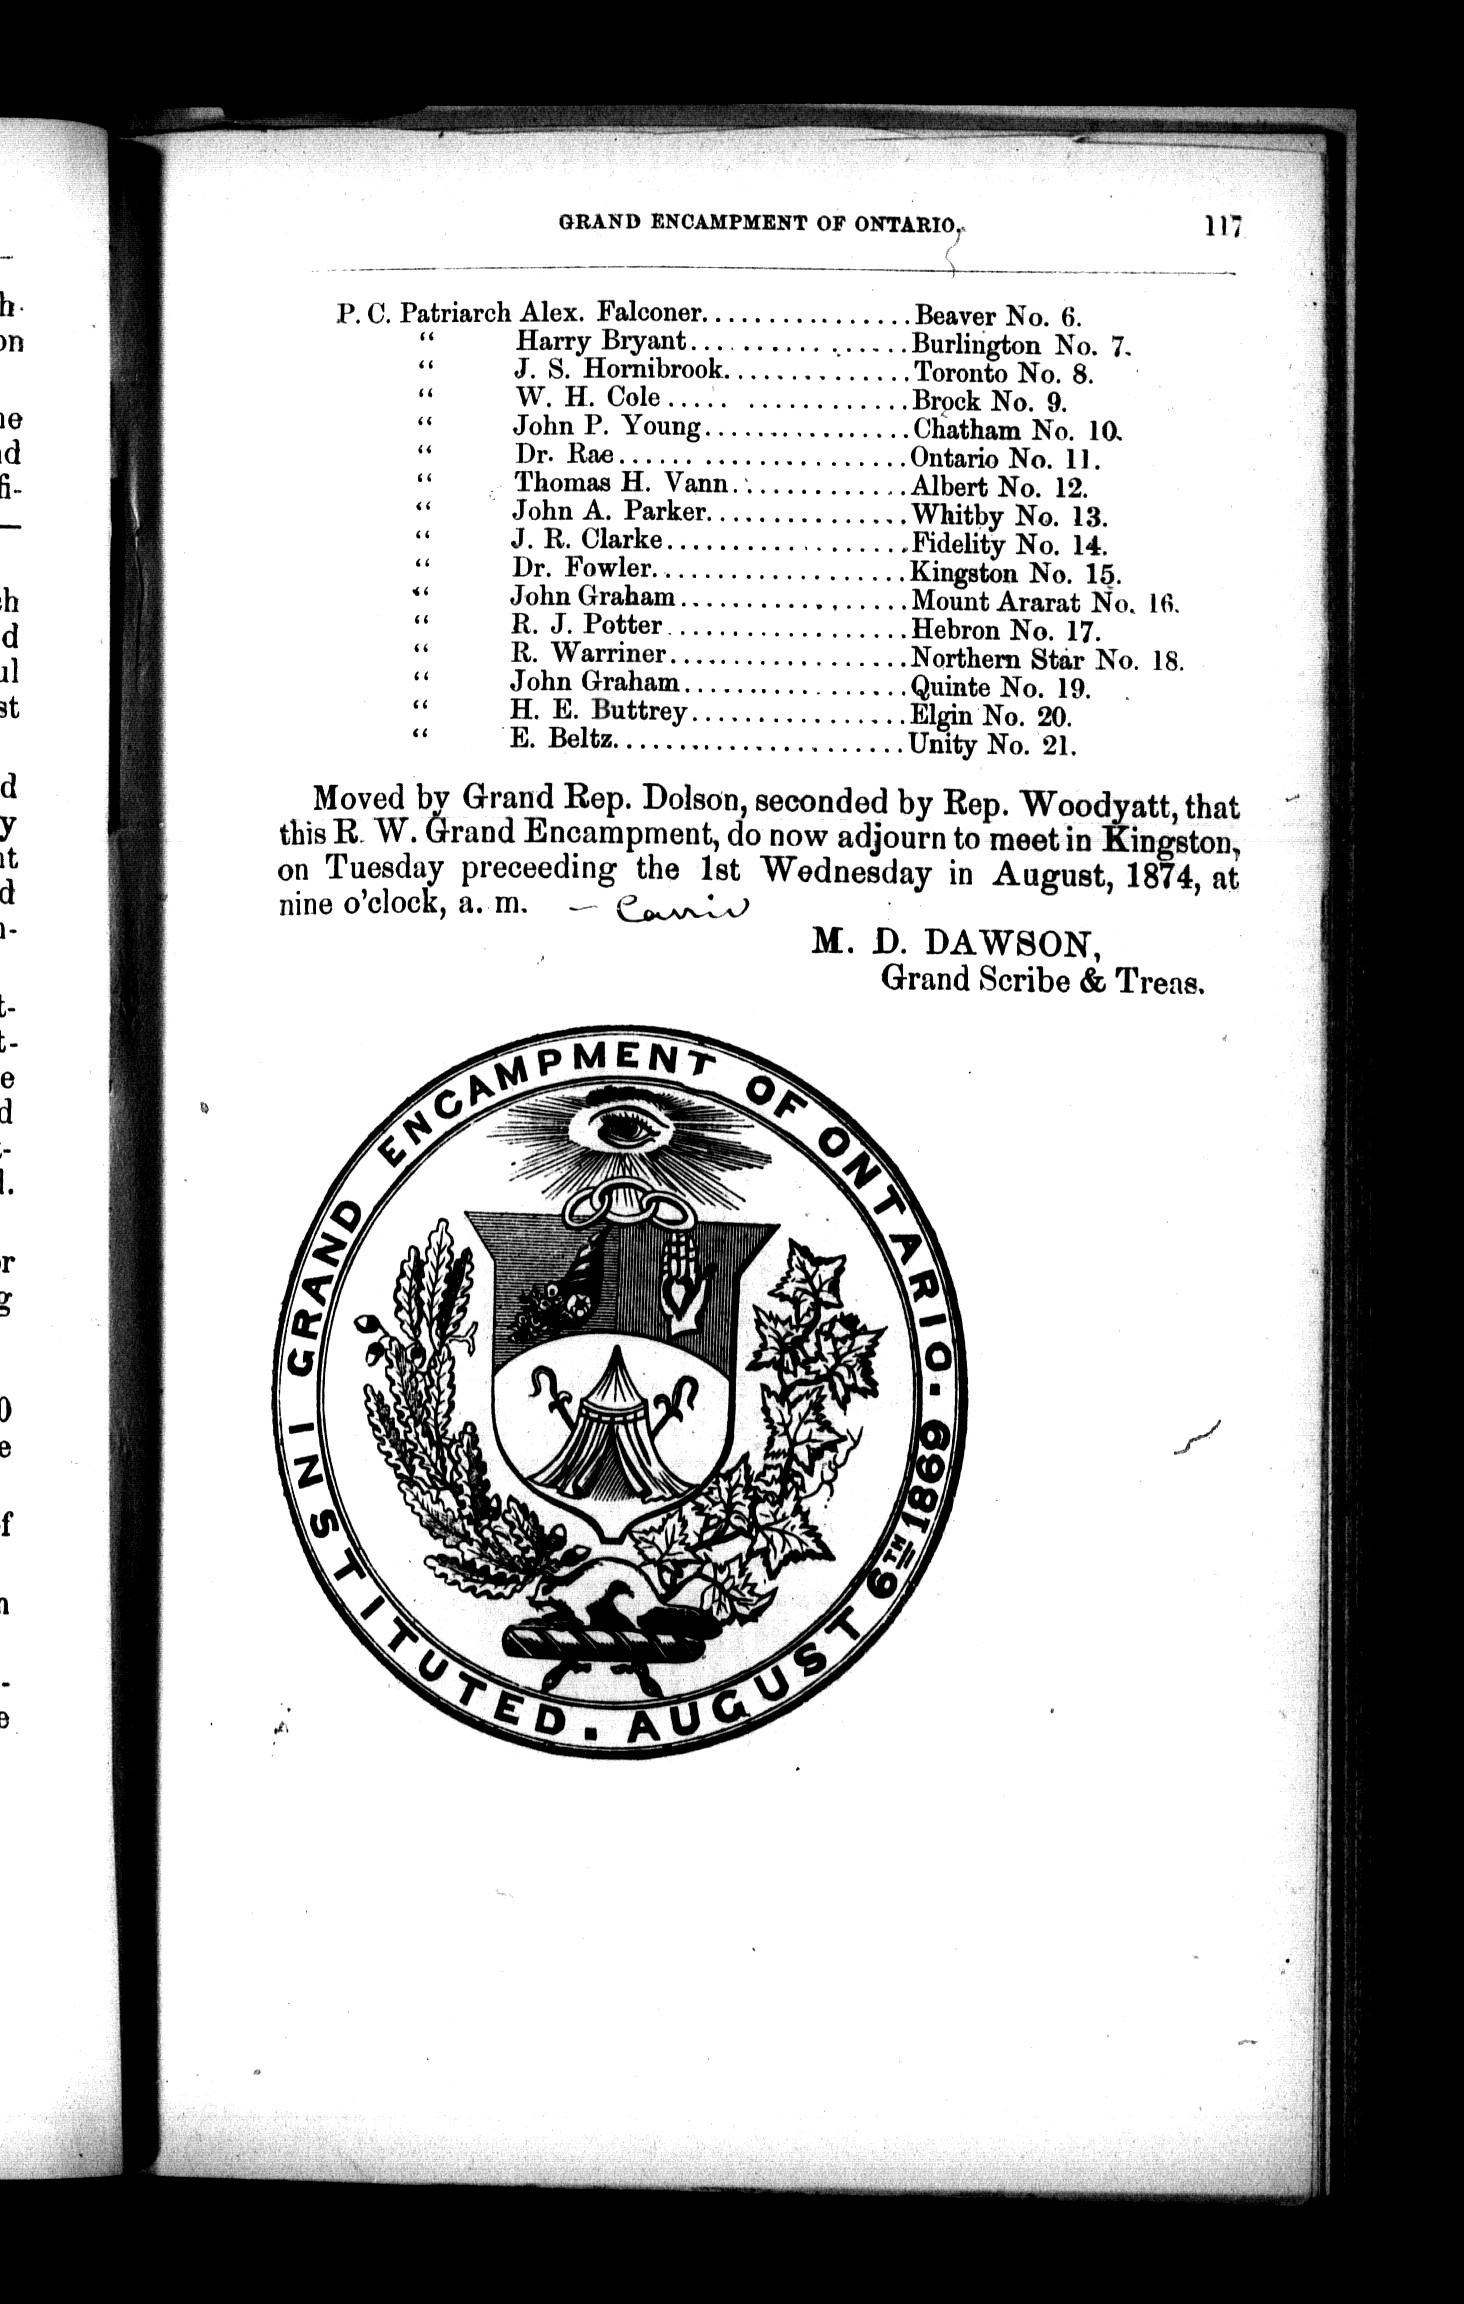 GRAND ENCAMPMENT OF ONTARIO, 117
P. C. Patriarch Alex. Falconer................Beaver No. 6.
“ Harry Bryant................Burlington No. 7.
“ J. S. Hornibrook..............Toronto No. 8.
“ W. H. Cole..... ............Brock No. 9.
“ John P. Young................Chatham No. 10.
“ Dr. Rae...... ...............Ontario No. 11.
“ Thomas H. Vann.............Albert No. 12.
“ John A. Parker...............Whitby No. 13.
“ J. R. Clarke...................Fidelity No. 14.
“ Dr. Fowler...................Kingston No. 15.
“ John Graham.................Mount Ararat No. 16.
“ R. J. Potter..................Hebron No. 17.
“ R. Warriner..................Northern Star No. 18.
“ John Graham.................Quinte No. 19.
“ H. E. Buttrey................Elgin No. 20.
“ E. Beltz......................Unity No. 21.
Moved by Grand Rep. Dolson, seconded by Rep. Woodyatt, that
this R. W. Grand Encampment, do now adjourn to meet in Kingston,
on Tuesday preceeding the 1st Wednesday in August, 1874, at
nine o’clock, a. m. –
M. D. DAWSON,
Grand Scribe & Treas.
GRAND ENCAMPMENT OF ONTARIO.
INSTITUTED. AUGUST 6TH 1869